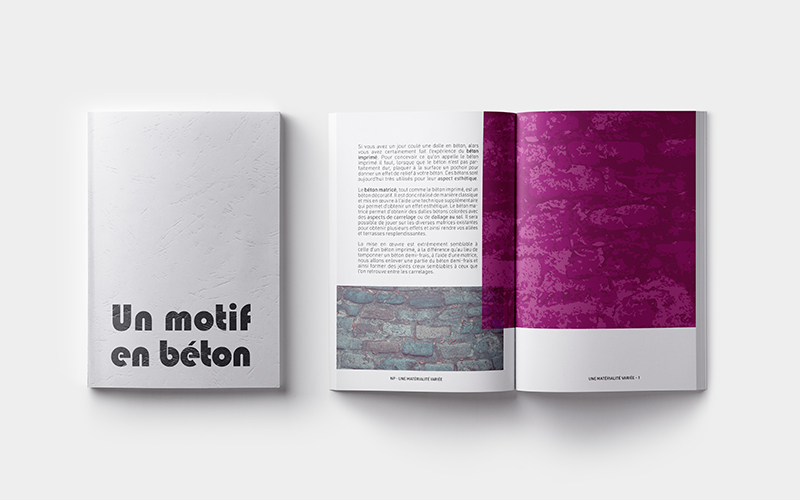 Un motif
en béton
Si vous avez un jour coulé une dalle en béton, alors
vous avez certainement fait l'expérience du béton
imprimé. Pour concevoir ce qu'on appelle le béton
imprimé il faut, lorsque que le béton n'est pas par-
faitement dur, plaquer à la surface en pochoir pour
donner un effet de relief à votre béton. Ces bétons sont
aujourd'hui très utilisés pour leur aspect esthétique.
Le béton matricé, tout comme le béton imprimé, est un
béton décoratif. Il est donc réalisé de manière classique
et mis en œuvre à l'aide une technique supplémentaire
qui permet d'obtenir un effet esthétique. Le béton ma-
tricé permet d'obtenir des dalles bétons colorées avec
des aspects de carrelage ou de dallage au sol. Il sera
possible de jouer sur les diverses matrices existantes
pour obtenir plusieurs effets et ainsi rendre vos allées
et terrasses resplendissantes.
La mise en œuvre est extrêmement semblable à
celle d'un béton imprimé, à la différence qu'au lieu de
tamponner un béton demi-frais, à l'aide d'une matrice,
nous allons enlever une partie du béton demi-frais et
ainsi former des joints creux semblables à ceux que
l'on retrouve entre les carrelages.
N° - UNE MATÉRIALITÉ VARIÉE
UNE MATÉRIALITÉ VARIÉE - 1